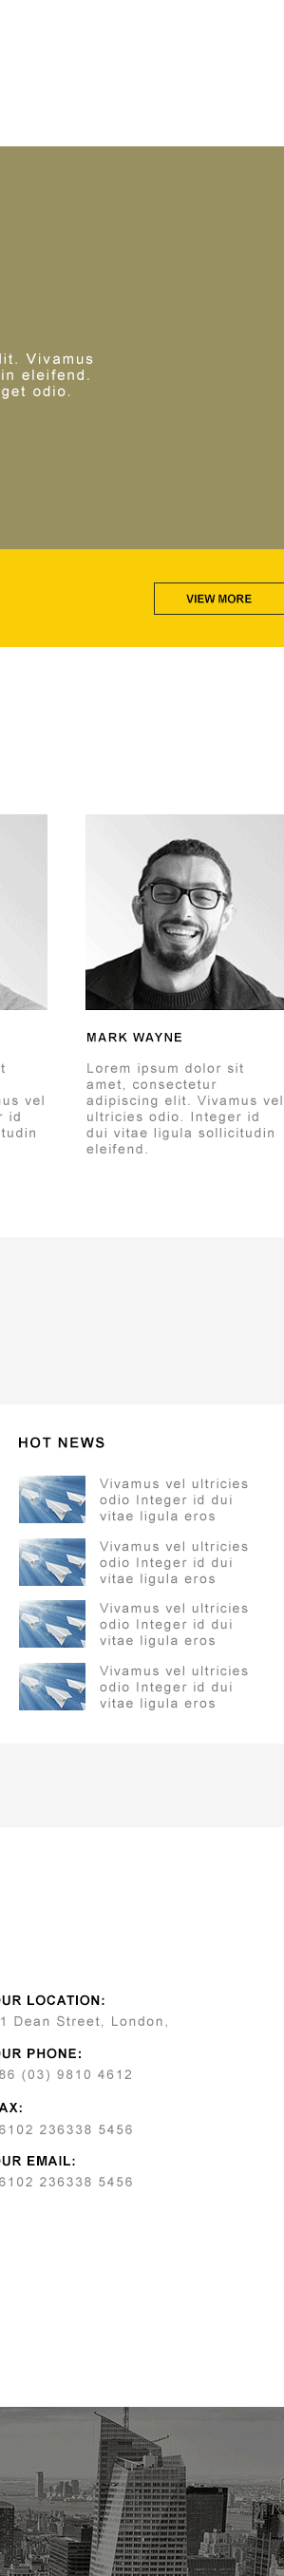 lit. Vivamus
in eleifend.
get odio.
VIEW MORE
MARK WAYNE
t
Lorem ipsum dolor sit
amet, consectetur
us vel
adipiscing elit. Vivamus vel
r id
ultricies odio. Integer id
tudin
dui vitae ligula sollicitudin
eleifend.
HOT NEWS
Vivamus vel ultricies
odio Integer id dui
vitae ligula eros
Vivamus vel ultricies
odio Integer id dui
vitae ligula eros
Vivamus vel ultricies
odio Integer id dui
vitae ligula eros
Vivamus vel ultricies
odio Integer id dui
vitae ligula eros
OUR LOCATION:
1 Dean Street, London,
OUR PHONE:
86 (03) 9810 4612
AX:
6102 236338 5456
OUR EMAIL:
6102 236338 5456